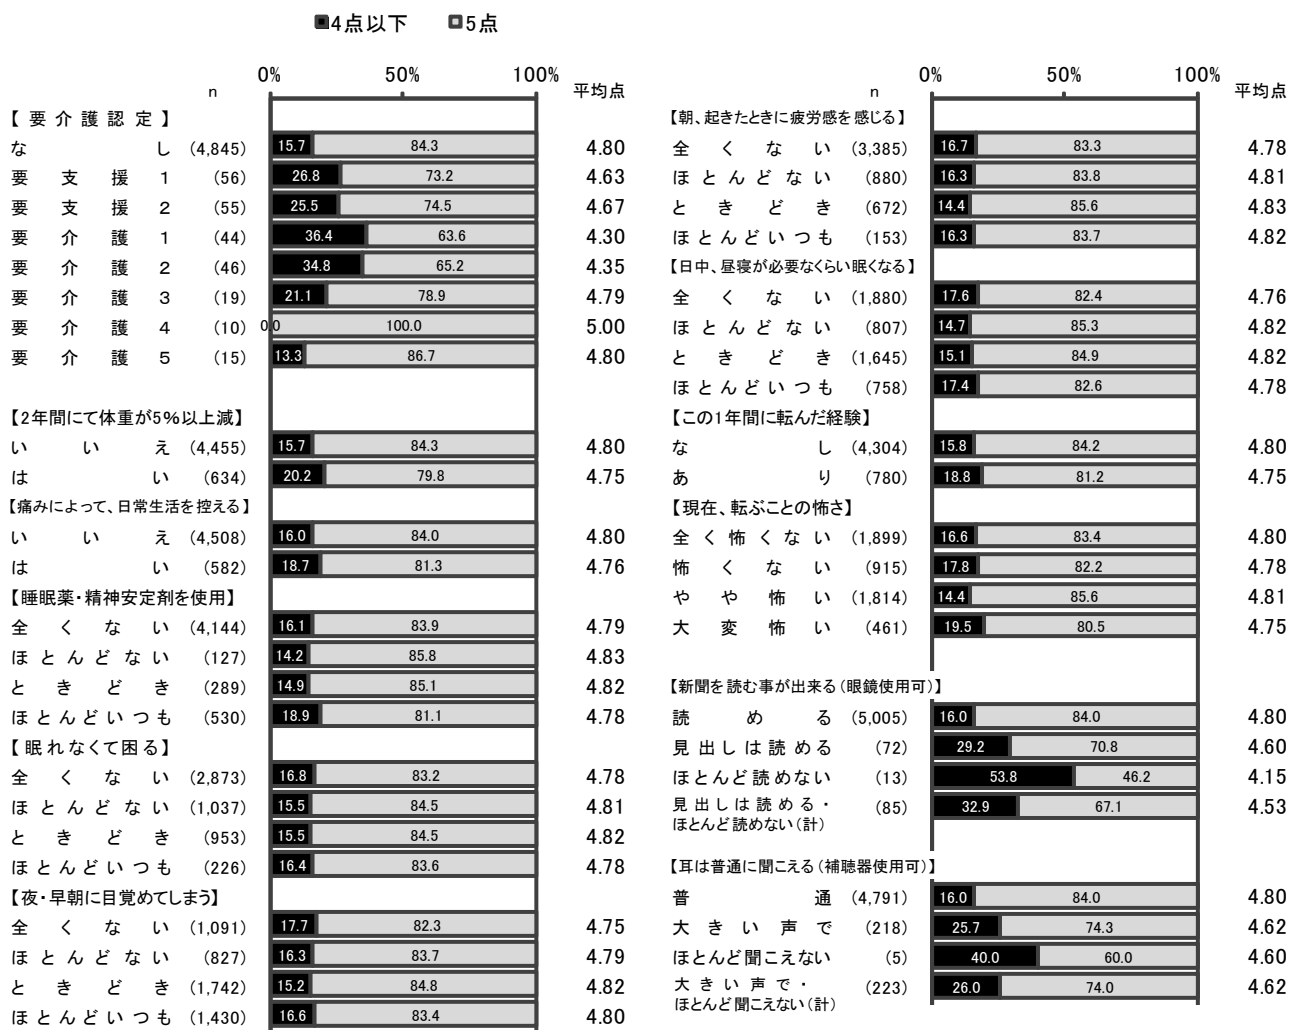 ■4点以下 □5点
0% 50% 100%
n 平均点
【要介護認定】
なし (4,845) 15.7 84.3 4.80
要支援1 (56) 26.8 73.2 4.63
要支援2 (55) 25.5 74.5 4.67
要介護1 (44) 36.4 63.6 4.30
要介護2 (46) 34.8 65.2 4.35
要介護3 (19) 21.1 78.9 4.79
要介護4 (10) 0.0 100.0 5.00
要介護5 (15) 13.3 86.7 4.80
【2年間にて体重が5%以上減】
いいえ (4,455) 15.7 84.3 4.80
はい (634) 20.2 79.8 4.75
【痛みによって、日常生活を控える】
いいえ (4,508) 16.0 84.0 4.80
はい (582) 18.7 81.3 4.76
【睡眠薬・精神安定剤を使用】
全くない (4,144) 16.1 83.9 4.79
ほとんどない (127) 14.2 85.8 4.83
ときどき (289) 14.9 85.1 4.82
ほとんどいつも (530) 18.9 81.1 4.78
【眠れなくて困る】
全くない (2,873) 16.8 83.2 4.78
ほとんどない (1,037) 15.5 84.5 4.81
ときどき (953) 15.5 84.5 4.82
ほとんどいつも (226) 16.4 83.6 4.78
【夜・早朝に目覚めてしまう】
全くない (1,091) 17.7 82.3 4.75
ほとんどない (827) 16.3 83.7 4.79
ときどき (1,742) 15.2 84.8 4.82
ほとんどいつも (1,430) 16.6 83.4 4.80
0% 50% 100%
n 平均点
【朝、起きたときに疲労感を感じる】
全くない (3,385) 16.7 83.3 4.78
ほとんどない (880) 16.3 83.8 4.81
ときどき (672) 14.4 85.6 4.83
ほとんどいつも (153) 16.3 83.7 4.82
【日中、昼寝が必要なくらい眠くなる】
全くない (1,880) 17.6 82.4 4.76
ほとんどない (807) 14.7 85.3 4.82
ときどき (1,645) 15.1 84.9 4.82
ほとんどいつも (758) 17.4 82.6 4.78
【この1年間に転んだ経験】
なし (4,304) 15.8 84.2 4.80
あり (780) 18.8 81.2 4.75
【現在、転ぶことの怖さ】
全く怖くない (1,899) 16.6 83.4 4.80
怖くない (915) 17.8 82.2 4.78
やや怖い (1,814) 14.4 85.6 4.81
大変怖い (461) 19.5 80.5 4.75
【新聞を読む事が出来る(眼鏡使用可)】
読める (5,005) 16.0 84.0 4.80
見出しは読める (72) 29.2 70.8 4.60
ほとんど読めない (13) 53.8 46.2 4.15
見出しは読める・
ほとんど読めない(計) (85) 32.9 67.1 4.53
【耳は普通に聞こえる(補聴器使用可)】
普通 (4,791) 16.0 84.0 4.80
大きい声で (218) 25.7 74.3 4.62
ほとんど聞こえない (5) 40.0 60.0 4.60
大きい声で・
ほとんど聞こえない(計) (223) 26.0 74.0 4.62